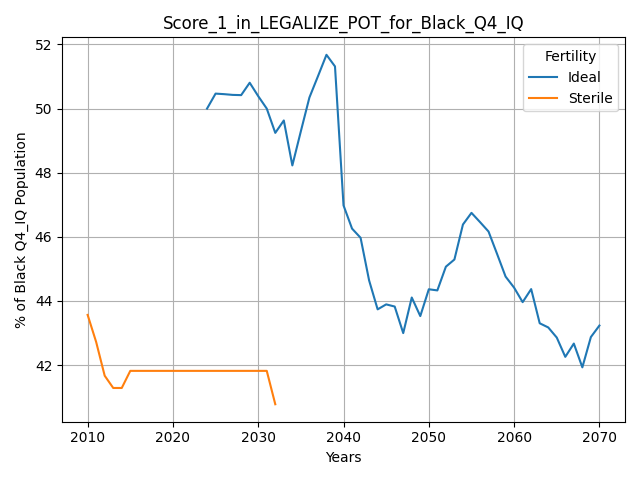 Score_1_in_LEGALIZE_POT_for_Black_Q4_IQ
Fertility
Ideal
Sterile
% of Black Q4_IQ Population
52
50
48
46
44
42
2010 2020 2030 2040 2050 2060 2070
Years